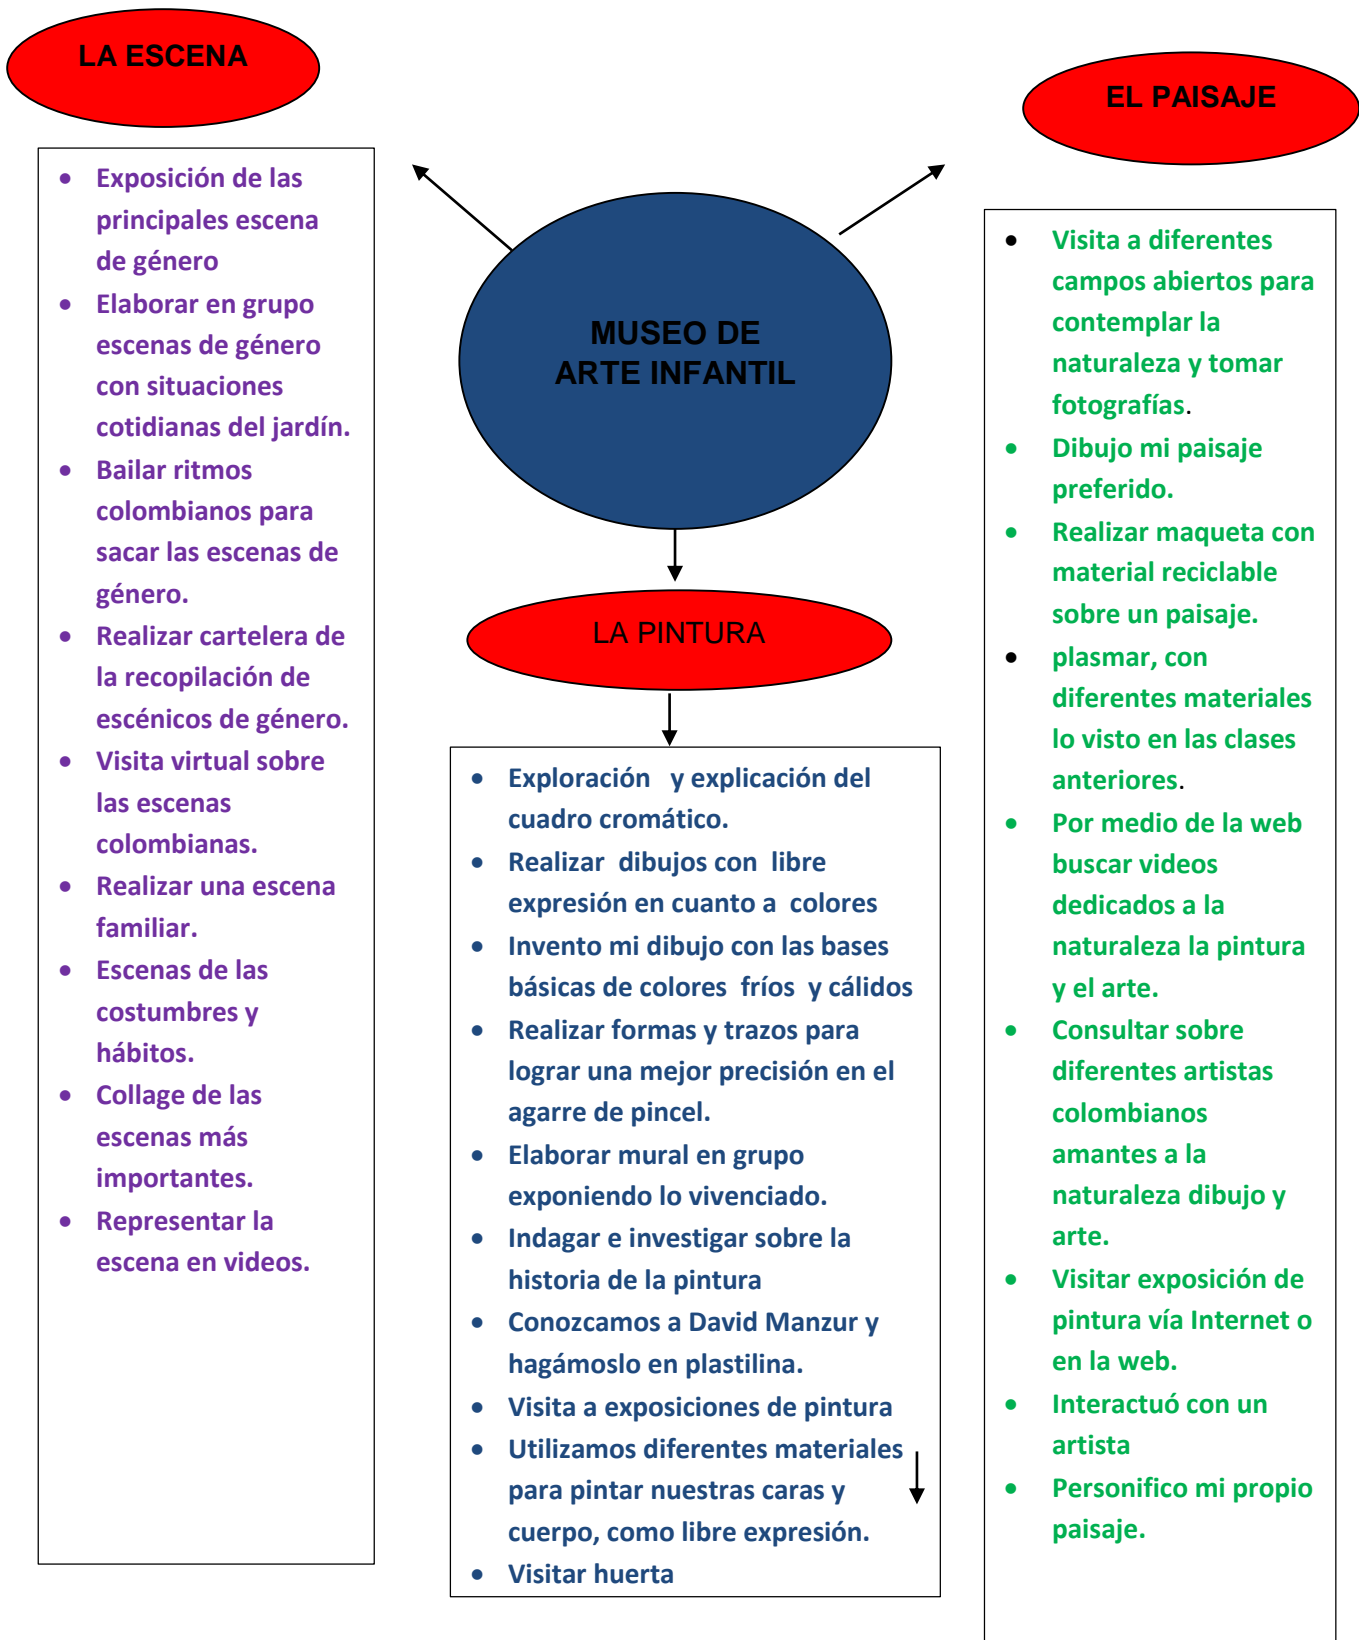 LA ESCENA
• Exposición de las
principales escena
de género
• Elaborar en grupo
escenas de género
con situaciones
cotidianas del jardín.
• Bailar ritmos
colombianos para
sacar las escenas de
género.
• Realizar cartelera de
la recopilación de
escénicos de género.
• Visita virtual sobre
las escenas
colombianas.
• Realizar una escena
familiar.
• Escenas de las
costumbres y
hábitos.
• Collage de las
escenas más
importantes.
• Representar la
escena en videos.
MUSEO DE
ARTE INFANTIL
LA PINTURA
• Exploración y explicación del
cuadro cromático.
• Realizar dibujos con libre
expresión en cuanto a colores
• Invento mi dibujo con las bases
básicas de colores fríos y cálidos
• Realizar formas y trazos para
lograr una mejor precisión en el
agarre de pincel.
• Elaborar mural en grupo
exponiendo lo vivenciado.
• Indagar e investigar sobre la
historia de la pintura
• Conozcamos a David Manzur y
hagámoslo en plastilina.
• Visita a exposiciones de pintura
• Utilizamos diferentes materiales
para pintar nuestras caras y
cuerpo, como libre expresión.
• Visitar huerta
EL PAISAJE
• Visita a diferentes
campos abiertos para
contemplar la
naturaleza y tomar
fotografías.
• Dibujo mi paisaje
preferido.
• Realizar maqueta con
material reciclable
sobre un paisaje.
• plasmar, con
diferentes materiales
lo visto en las clases
anteriores.
• Por medio de la web
buscar videos
dedicados a la
naturaleza la pintura
y el arte.
• Consultar sobre
diferentes artistas
colombianos
amantes a la
naturaleza dibujo y
arte.
• Visitar exposición de
pintura vía Internet o
en la web.
• Interactuó con un
artista
• Personifico mi propio
paisaje.